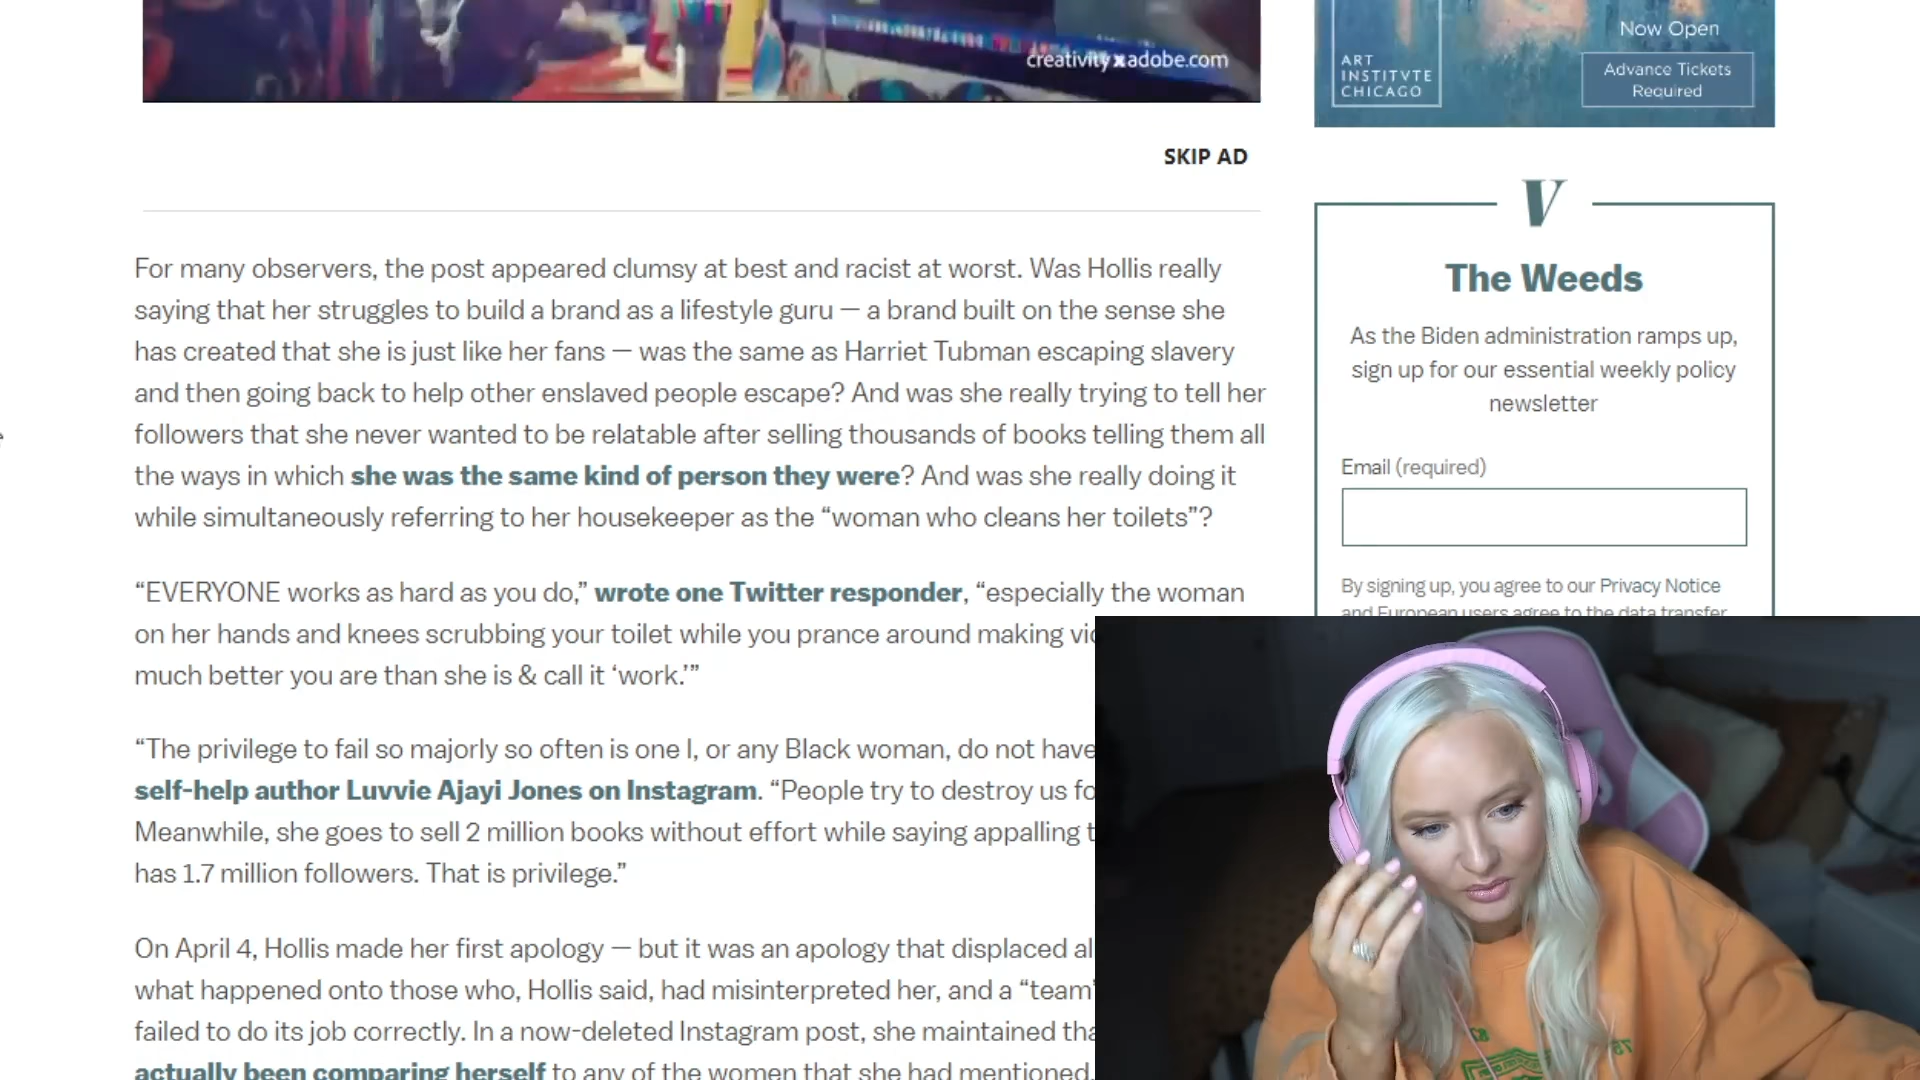 creativity x adobe.com
SKIP AD
For many observers, the post appeared clumsy at best and racist at worst. Was Hollis really
saying that her struggles to build a brand as a lifestyle guru — a brand built on the sense she
has created that she is just like her fans — was the same as Harriet Tubman escaping slavery
and then going back to help other enslaved people escape? And was she really trying to tell her
followers that she never wanted to be relatable after selling thousands of books telling them all
the ways in which she was the same kind of person they were? And was she really doing it
while simultaneously referring to her housekeeper as the “woman who cleans her toilets”?
“EVERYONE works as hard as you do,” wrote one Twitter responder, “especially the woman
on her hands and knees scrubbing your toilet while you prance around making
much better you are than she is & call it ‘work.’”
“The privilege to fail so majorly so often is one I, or any Black woman, do not have
self-help author Luvvie Ajayi Jones on Instagram. “People try to destroy us
Meanwhile, she goes to sell 2 million books without effort while saying appalling
has 1.7 million followers. That is privilege.”
On April 4, Hollis made her first apology — but it was an apology that displaced
what happened onto those who, Hollis said, had misinterpreted her, and a “team”
failed to do its job correctly. In a now-deleted Instagram post, she maintained
actually been comparing herself to any of the women that she had mentioned.
Now Open
ART
INSTITVTE
CHICAGO
Advance Tickets
Required
V
The Weeds
As the Biden administration ramps up,
sign up for our essential weekly policy
newsletter
Email (required)
By signing up, you agree to our Privacy Notice
and European users agree to the data transfer